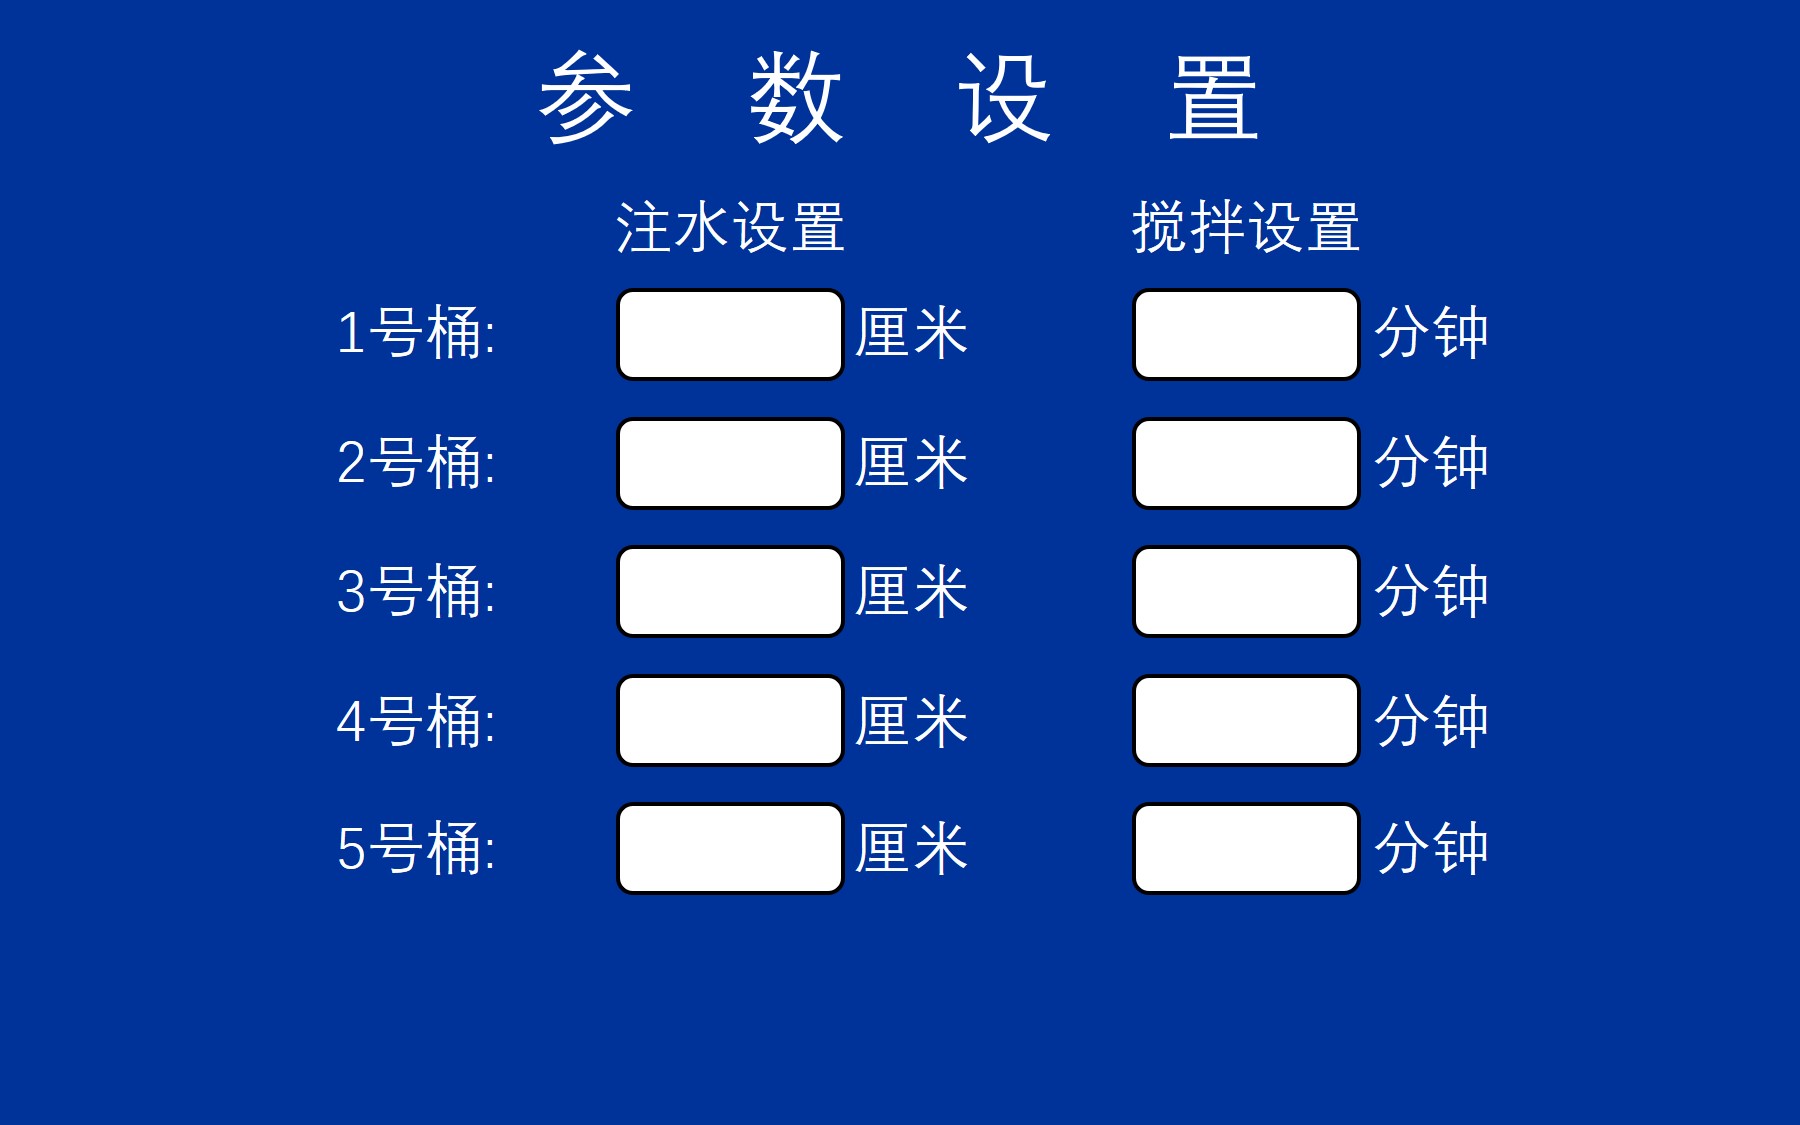 参 数 设 置
注水设置 搅拌设置
1号桶: 厘米 分钟
2号桶: 厘米 分钟
3号桶: 厘米 分钟
4号桶: 厘米 分钟
5号桶: 厘米 分钟